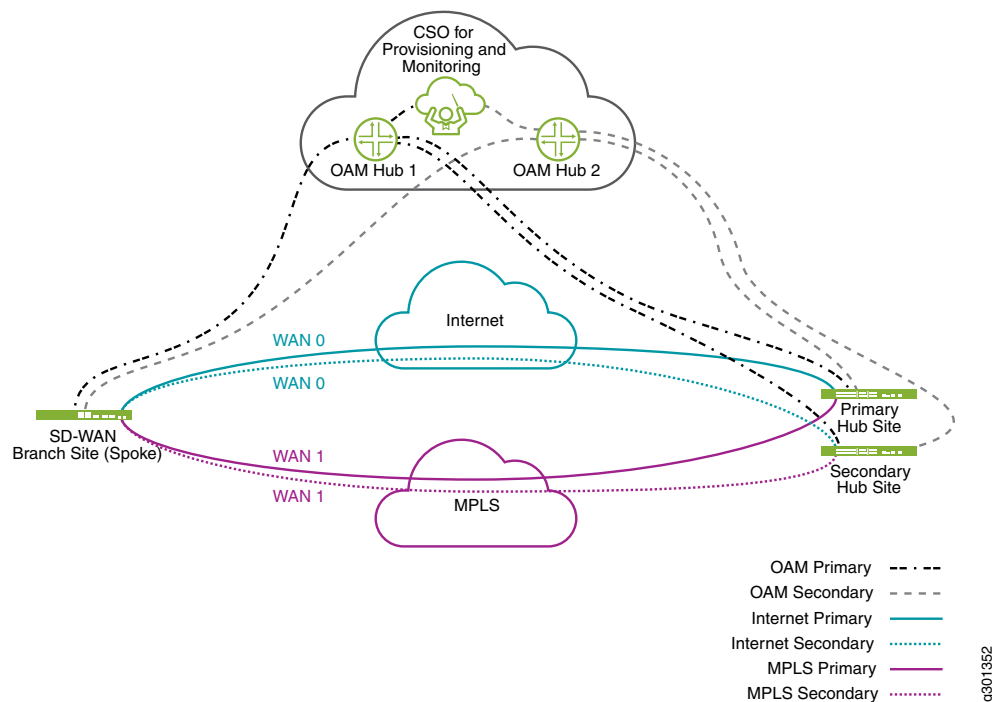 CSO for
Provisioning and
Monitoring
OAM Hub 1
OAM Hub 2
Internet
WAN 0
WAN 0
SD-WAN
Branch Site (Spoke)
Primary
Hub Site
WAN 1
WAN 1
MPLS
Secondary
Hub Site
OAM Primary
OAM Secondary
Internet Primary
Internet Secondary
MPLS Primary
MPLS Secondary
g301352